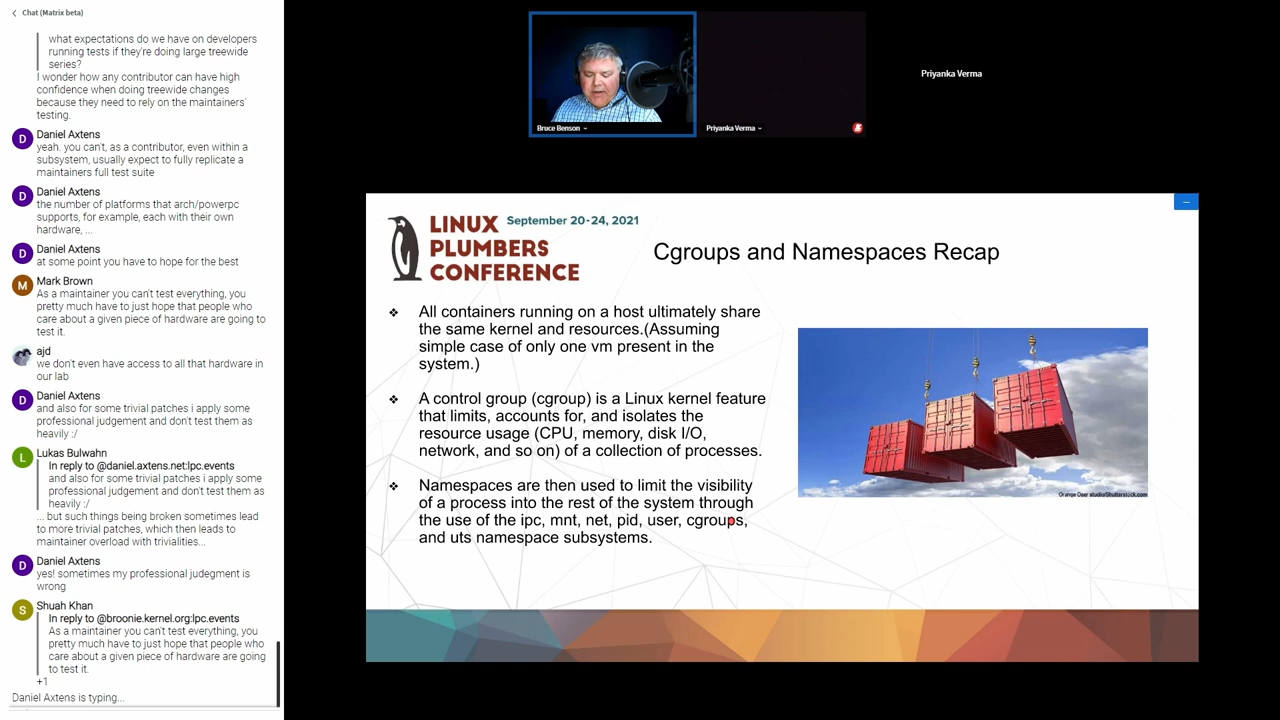 Chat (Matrix beta)
what expectations do we have on developers
running tests if they're doing large treewide
series?
I wonder how any contributor can have high
confidence when doing treewide changes
because they need to rely on the maintainers'
testing.
D
Daniel Axtens
yeah. you can't, as a contributor, even within a
subsystem, usually expect to fully replicate a
maintainers full test suite
D
Daniel Axtens
the number of platforms that arch/powerpc
supports, for example, each with their own
hardware, ...
D
Daniel Axtens
at some point you have to hope for the best
M
Mark Brown
As a maintainer you can't test everything, you
pretty much have to just hope that people who
care about a given piece of hardware are going to
test it.
ajd
we don't even have access to all that hardware in
our lab
D
Daniel Axtens
and also for some trivial patches i apply some
professional judgement and don't test them as
heavily :/
L
Lukas Bulwahn
In reply to @daniel.axtens.net:lpc.events
and also for some trivial patches i apply some
professional judgement and don't test them as
heavily :/
... but such things being broken sometimes lead
to more trivial patches, which then leads to
maintainer overload with trivialities...
D
Daniel Axtens
yes! sometimes my professional judegment is
wrong
S
Shuah Khan
In reply to @broonie.kernel.org:lpc.events
As a maintainer you can't test everything, you
pretty much have to just hope that people who
care about a given piece of hardware are going
to test it.
+1
Daniel Axtens is typing...
Bruce Benson
Priyanka Verma
Priyanka Verma
LINUX
PLUMBERS
CONFERENCE
September 20-24, 2021
Cgroups and Namespaces Recap
❖ All containers running on a host ultimately share
the same kernel and resources.(Assuming
simple case of only one vm present in the
system.)
❖ A control group (cgroup) is a Linux kernel feature
that limits, accounts for, and isolates the
resource usage (CPU, memory, disk I/O,
network, and so on) of a collection of processes.
❖ Namespaces are then used to limit the visibility
of a process into the rest of the system through
the use of the ipc, mnt, net, pid, user, cgroups,
and uts namespace subsystems.
Orange Deer studio/Shutterstock.com